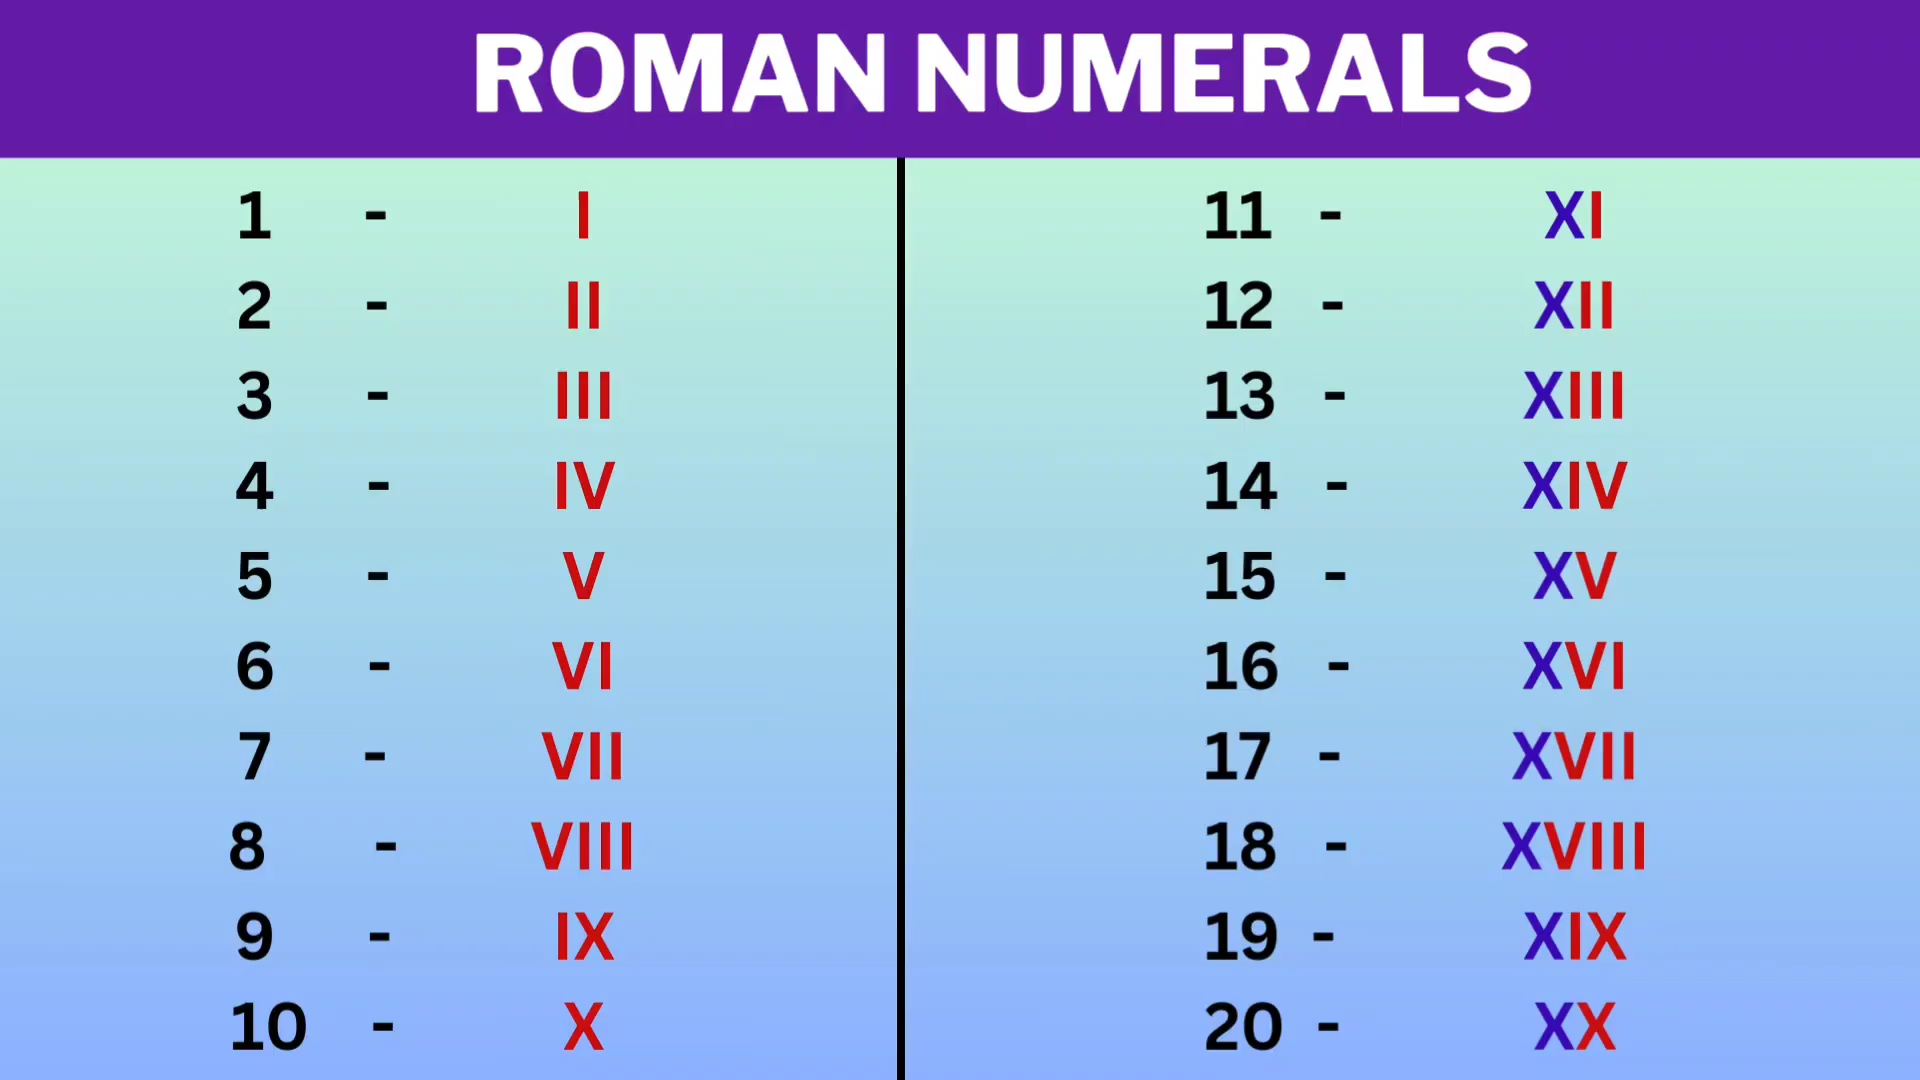 ROMAN NUMERALS
1 - I
2 - II
3 - III
4 - IV
5 - V
6 - VI
7 - VII
8 - VIII
9 - IX
10 - X
11 - XI
12 - XII
13 - XIII
14 - XIV
15 - XV
16 - XVI
17 - XVII
18 - XVIII
19 - XIX
20 - XX